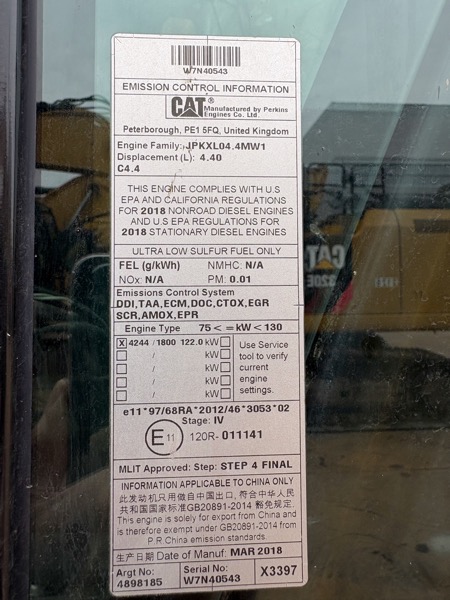 W7N40543
EMISSION CONTROL INFORMATION
CAT Manufactured by Perkins
Engines Co. Ltd.
Peterborough, PE1 5FQ, United Kingdom
Engine Family: JPKXL04.4MW1
Displacement (L): 4.40
C4.4
THIS ENGINE COMPLIES WITH U.S
EPA AND CALIFORNIA REGULATIONS
FOR 2018 NONROAD DIESEL ENGINES
AND U.S EPA REGULATIONS FOR
2018 STATIONARY DIESEL ENGINES
ULTRA LOW SULFUR FUEL ONLY
FEL (g/kWh) NMHC: N/A
NOx: N/A PM: 0.01
Emissions Control System
DDI,TAA,ECM,DOC,CTOX,EGR
SCR,AMOX,EPR
Engine Type 75 < = kW < 130
X 4244 / 1800 122.0 kW
/ kW
/ kW
/ kW
/ kW
Use Service
tool to verify
current
engine
settings.
e11*97/68RA*2012/46*3053*02
Stage: IV
E11 120R- 011141
MLIT Approved: Step: STEP 4 FINAL
INFORMATION APPLICABLE TO CHINA ONLY
此发动机只用做自中国出口, 符合中华人民
共和国国家标准GB20891-2014 豁免规定.
This engine is solely for export from China and
is therefore exempt under GB20891-2014 from
P.R.China emission standards.
生产日期 Date of Manuf: MAR 2018
Argt No:
4898185
Serial No:
W7N40543
X3397
CAT
320E